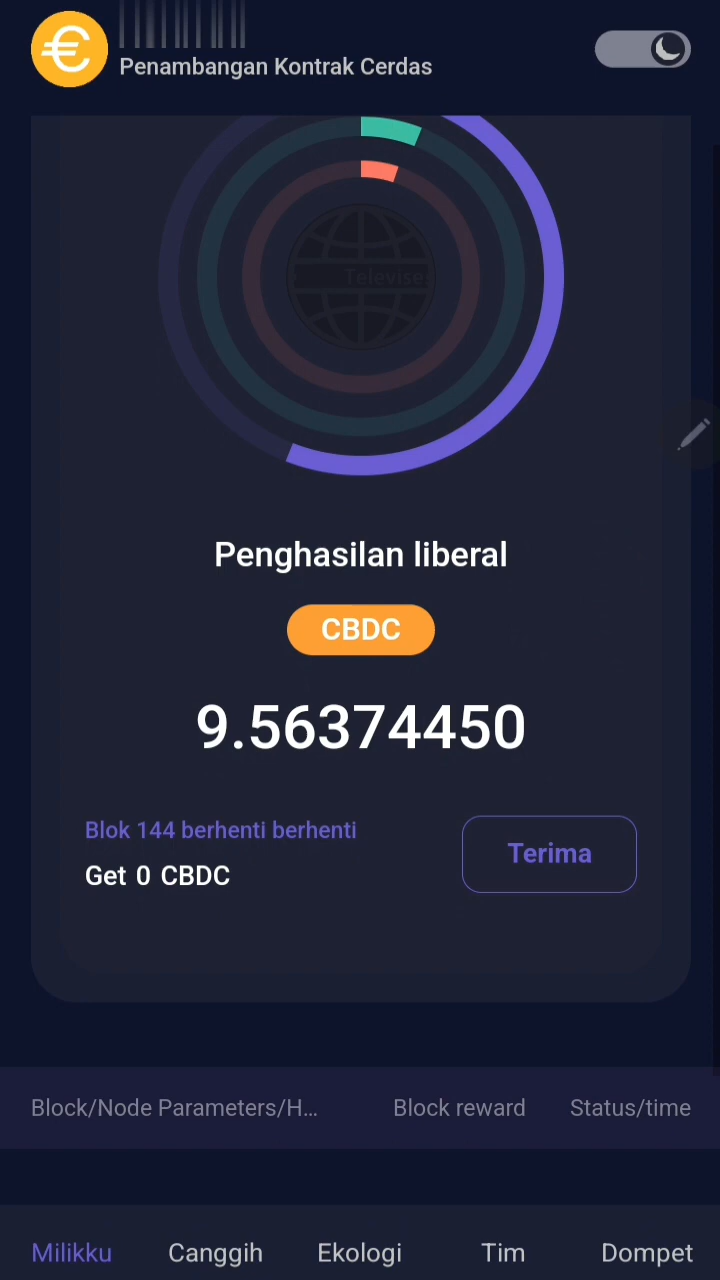 Penambangan Kontrak Cerdas
Televise
Penghasilan liberal
CBDC
9.56374450
Blok 144 berhenti berhenti
Get 0 CBDC
Terima
Block/Node Parameters/H... Block reward Status/time
Milikku Canggih Ekologi Tim Dompet